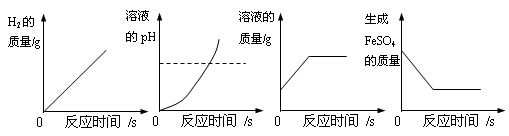 H₂的
质量/g
0
反应时间 /s
溶液
的 pH
0
反应时间 /s
溶液的
质量/g
0
反应时间 /s
生成
FeSO₄
的质量
0
反应时间 /s